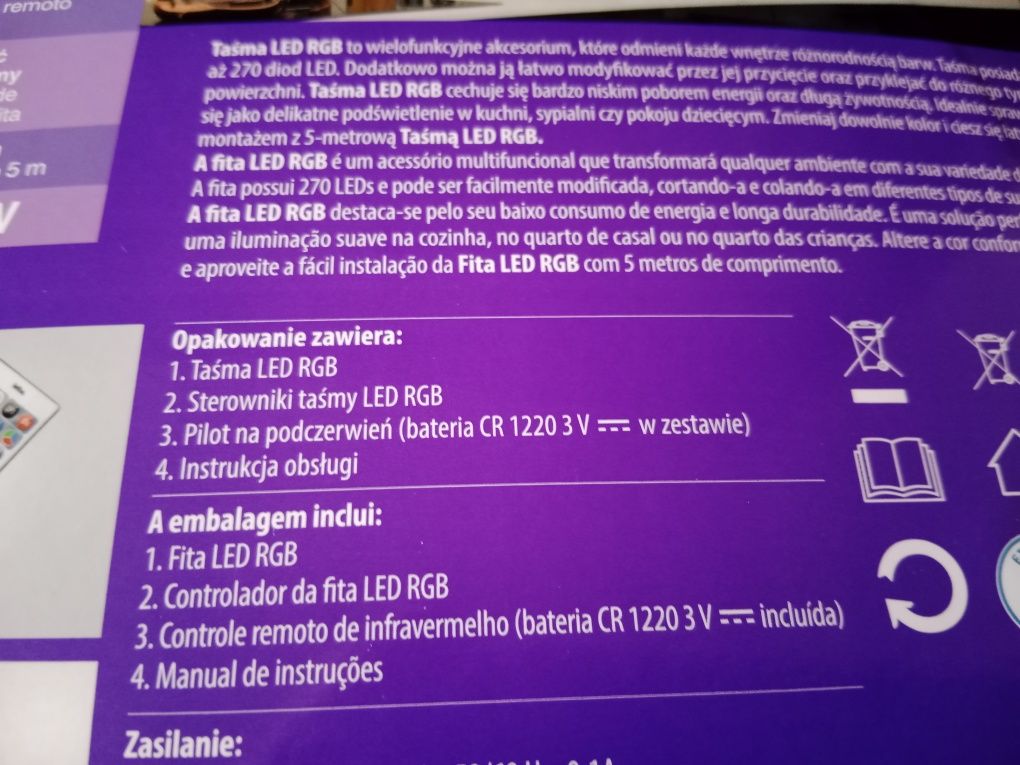 remoto
5 m
Taśma LED RGB to wielofunkcyjne akcesorium, które odmieni każde wnętrze różnorodnością barw. Taśma posiad
aż 270 diod LED. Dodatkowo można ją łatwo modyfikować przez jej przycięcie oraz przyklejać do różnego
powierzchni. Taśma LED RGB cechuje się bardzo niskim poborem energii oraz długą żywotnością. Idealnie
się jako delikatne podświetlenie w kuchni, sypialni czy pokoju dziecięcym. Zmieniaj dowolnie kolor i ciesz się
montażem z 5-metrową Taśmą LED RGB.
A fita LED RGB é um acessório multifuncional que transformará qualquer ambiente com a sua variedade d
A fita possui 270 LEDs e pode ser facilmente modificada, cortando-a e colando-a em diferentes tipos de su
A fita LED RGB destaca-se pelo seu baixo consumo de energia e longa durabilidade. É uma solução per
uma iluminação suave na cozinha, no quarto de casal ou no quarto das crianças. Altere a cor confor
e aproveite a fácil instalação da Fita LED RGB com 5 metros de comprimento.
Opakowanie zawiera:
1. Taśma LED RGB
2. Sterowniki taśmy LED RGB
3. Pilot na podczerwień (bateria CR 1220 3 V ⎓ w zestawie)
4. Instrukcja obsługi
A embalagem inclui:
1. Fita LED RGB
2. Controlador da fita LED RGB
3. Controle remoto de infravermelho (bateria CR 1220 3 V ⎓ incluída)
4. Manual de instruções
Zasilanie: